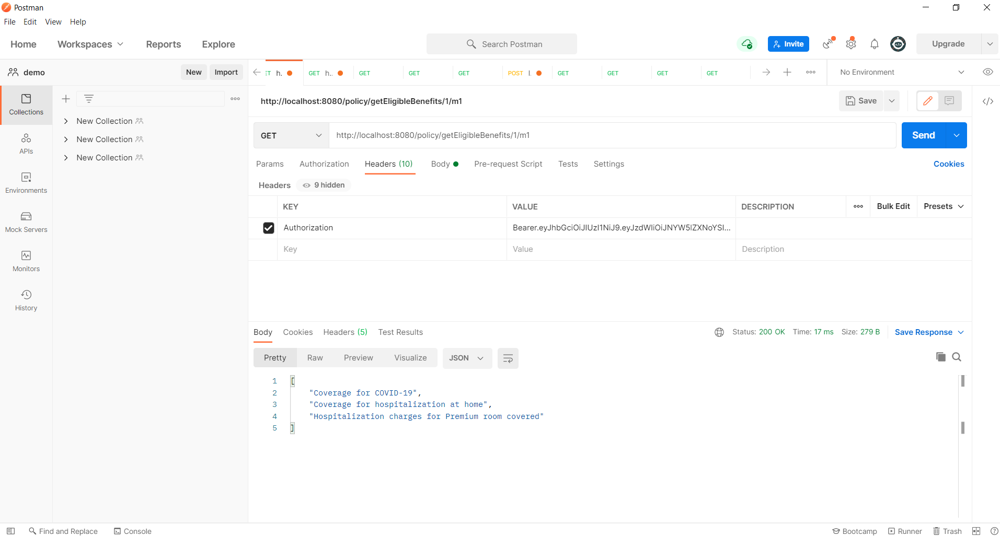 Postman
File Edit View Help
Home Workspaces Reports Explore Search Postman Invite Upgrade
demo New Import ET h. GET h.. GET GET GET POST l. GET GET GET GET No Environment
http://localhost:8080/policy/getEligibleBenefits/1/m1 Save
Collections
New Collection
New Collection
New Collection
APIs
Environments
Mock Servers
Monitors
History
GET http://localhost:8080/policy/getEligibleBenefits/1/m1 Send
Params Authorization Headers (10) Body Pre-request Script Tests Settings Cookies
Headers 9 hidden
KEY VALUE DESCRIPTION Bulk Edit Presets
Authorization Bearer.eyJhbGciOiJIUzI1NiJ9.eyJzdWIiOiJNYW5lZXNoYSI...
Key Value Description
Body Cookies Headers (5) Test Results Status: 200 OK Time: 17 ms Size: 279 B Save Response
Pretty Raw Preview Visualize JSON
1 [
2 "Coverage for COVID-19",
3 "Coverage for hospitalization at home",
4 "Hospitalization charges for Premium room covered"
5 ]
Find and Replace Console Bootcamp Runner Trash